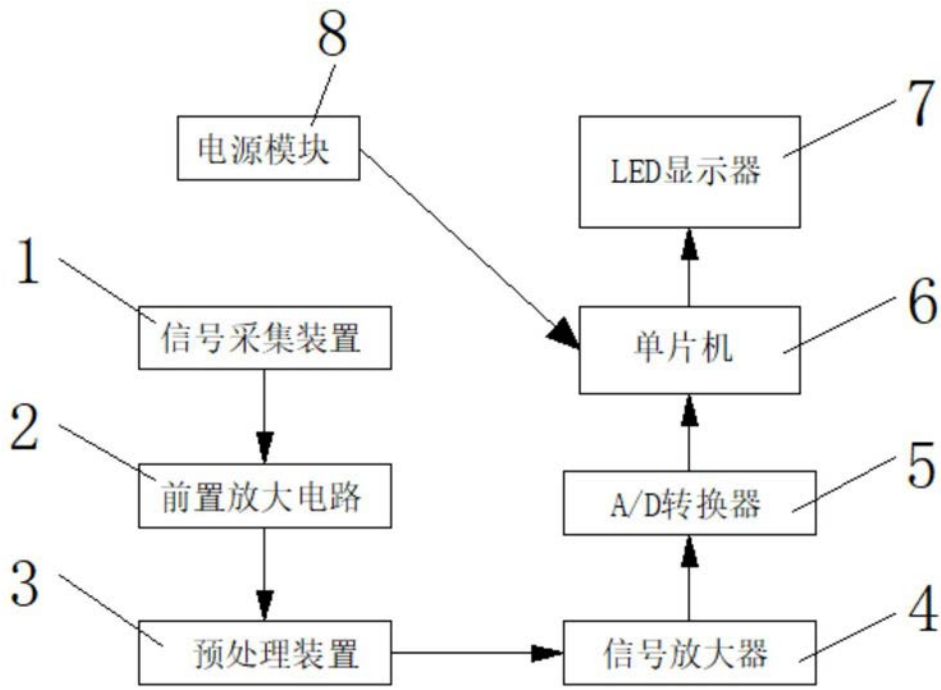 8
电源模块
7
LED显示器
1
信号采集装置
6
单片机
2
前置放大电路
5
A/D转换器
3
预处理装置
4
信号放大器